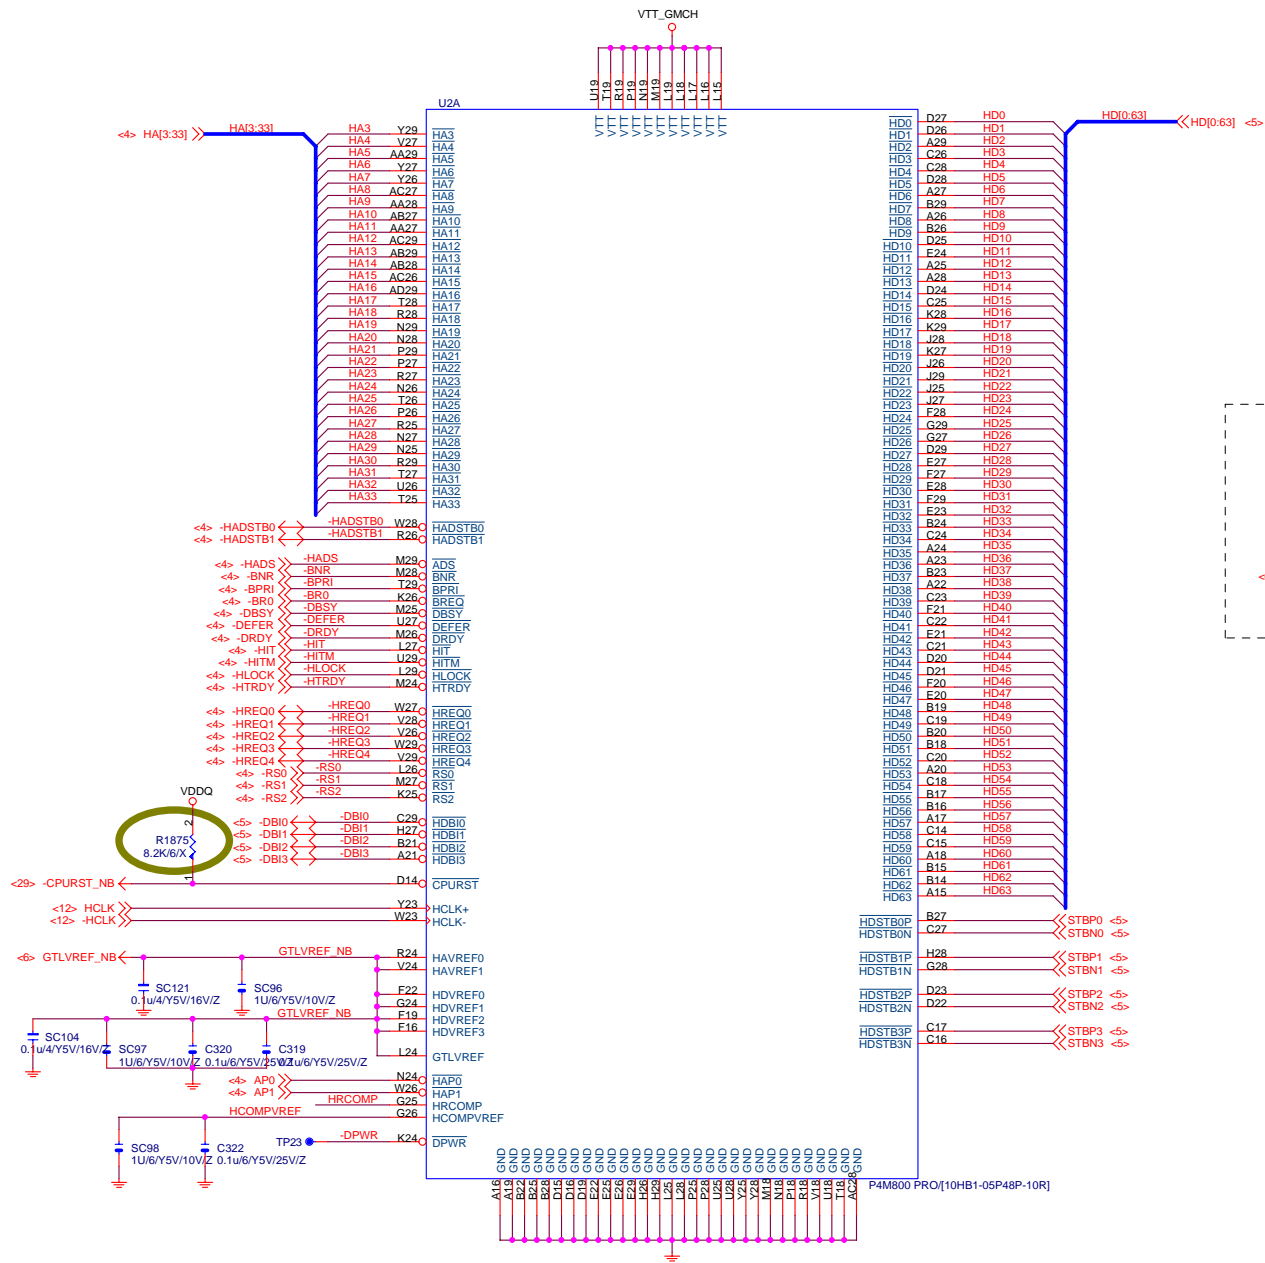 VTT_GMCH
U19 T19 R19 P19 N19 M19 L19 L18 L17 L16 L15
VTT VTT VTT VTT VTT VTT VTT VTT VTT VTT VTT
U2A
<4> HA[3:33] HA[3:33]
HA3 Y29 HA3
HA4 V27 HA4
HA5 AA29 HA5
HA6 Y27 HA6
HA7 Y26 HA7
HA8 AC27 HA8
HA9 AA28 HA9
HA10 AB27 HA10
HA11 AA27 HA11
HA12 AC29 HA12
HA13 AB29 HA13
HA14 AB28 HA14
HA15 AC26 HA15
HA16 AD29 HA16
HA17 T28 HA17
HA18 R28 HA18
HA19 N29 HA19
HA20 N28 HA20
HA21 P29 HA21
HA22 P27 HA22
HA23 R27 HA23
HA24 N26 HA24
HA25 T26 HA25
HA26 P26 HA26
HA27 R25 HA27
HA28 N27 HA28
HA29 N25 HA29
HA30 R29 HA30
HA31 T27 HA31
HA32 U26 HA32
HA33 T25 HA33
<4> -HADSTB0 -HADSTB0 W28 HADSTB0
<4> -HADSTB1 -HADSTB1 R26 HADSTB1
<4> -HADS -HADS M29 ADS
<4> -BNR -BNR M28 BNR
<4> -BPRI -BPRI T29 BPRI
<4> -BR0 -BR0 K26 BREQ
<4> -DBSY -DBSY M25 DBSY
<4> -DEFER -DEFER U27 DEFER
<4> -DRDY -DRDY M26 DRDY
<4> -HIT -HIT L27 HIT
<4> -HITM -HITM U29 HITM
<4> -HLOCK -HLOCK L29 HLOCK
<4> -HTRDY -HTRDY M24 HTRDY
<4> -HREQ0 -HREQ0 W27 HREQ0
<4> -HREQ1 -HREQ1 V28 HREQ1
<4> -HREQ2 -HREQ2 V26 HREQ2
<4> -HREQ3 -HREQ3 W29 HREQ3
<4> -HREQ4 -HREQ4 V29 HREQ4
<4> -RS0 -RS0 L26 RS0
<4> -RS1 -RS1 M27 RS1
<4> -RS2 -RS2 K25 RS2
VDDQ
2
R1875
8.2K/6/X
1
<5> -DBI0 -DBI0 C29 HDBI0
<5> -DBI1 -DBI1 H27 HDBI1
<5> -DBI2 -DBI2 B21 HDBI2
<5> -DBI3 -DBI3 A21 HDBI3
<29> -CPURST_NB D14 CPURST
<12> HCLK Y23 HCLK+
<12> -HCLK W23 HCLK-
<6> GTLVREF_NB GTLVREF_NB R24 HAVREF0
V24 HAVREF1
SC121
0.1u/4/Y5V/16V/Z
SC96
1U/6/Y5V/10V/Z
F22 HDVREF0
G24 HDVREF1
GTLVREF_NB F19 HDVREF2
F16 HDVREF3
SC104
0.1u/4/Y5V/16V/Z
SC97
1U/6/Y5V/10V/Z
C320
0.1u/6/Y5V/25V/Z
C319
0.1u/6/Y5V/25V/Z
L24 GTLVREF
<4> AP0 N24 HAP0
<4> AP1 W26 HAP1
HRCOMP G25 HRCOMP
HCOMPVREF G26 HCOMPVREF
SC98
1U/6/Y5V/10V/Z
C322
0.1u/6/Y5V/25V/Z
TP23 -DPWR K24 DPWR
HD[0:63] HD[0:63] <5>
HD0 D27 HD0
HD1 D26 HD1
HD2 A29 HD2
HD3 C26 HD3
HD4 C28 HD4
HD5 D28 HD5
HD6 A27 HD6
HD7 B29 HD7
HD8 A26 HD8
HD9 B26 HD9
HD10 D25 HD10
HD11 E24 HD11
HD12 A25 HD12
HD13 A28 HD13
HD14 D24 HD14
HD15 C25 HD15
HD16 K28 HD16
HD17 K29 HD17
HD18 J28 HD18
HD19 K27 HD19
HD20 J26 HD20
HD21 J29 HD21
HD22 J25 HD22
HD23 J27 HD23
HD24 F28 HD24
HD25 G29 HD25
HD26 G27 HD26
HD27 D29 HD27
HD28 E27 HD28
HD29 F27 HD29
HD30 E28 HD30
HD31 F29 HD31
HD32 E23 HD32
HD33 B24 HD33
HD34 C24 HD34
HD35 A24 HD35
HD36 A23 HD36
HD37 B23 HD37
HD38 A22 HD38
HD39 C23 HD39
HD40 F21 HD40
HD41 C22 HD41
HD42 E21 HD42
HD43 C21 HD43
HD44 D20 HD44
HD45 D21 HD45
HD46 F20 HD46
HD47 E20 HD47
HD48 B19 HD48
HD49 C19 HD49
HD50 B20 HD50
HD51 B18 HD51
HD52 C20 HD52
HD53 A20 HD53
HD54 C18 HD54
HD55 B17 HD55
HD56 B16 HD56
HD57 A17 HD57
HD58 C14 HD58
HD59 C15 HD59
HD60 A18 HD60
HD61 B15 HD61
HD62 B14 HD62
HD63 A15 HD63
HDSTB0P B27 STBP0 <5>
HDSTB0N C27 STBN0 <5>
HDSTB1P H28 STBP1 <5>
HDSTB1N G28 STBN1 <5>
HDSTB2P D23 STBP2 <5>
HDSTB2N D22 STBN2 <5>
HDSTB3P C17 STBP3 <5>
HDSTB3N C16 STBN3 <5>
<
GND GND GND GND GND GND GND GND GND GND GND GND GND GND GND GND GND GND GND GND GND GND GND GND GND GND GND GND GND GND
A16 A19 B22 B25 B28 D15 D16 D19 E22 E25 E26 E29 H26 H29 L25 L28 P25 P28 U25 U28 Y25 Y28 M18 N18 P18 R18 V18 U18 T18 AC28
P4M800 PRO/[10HB1-05P48P-10R]